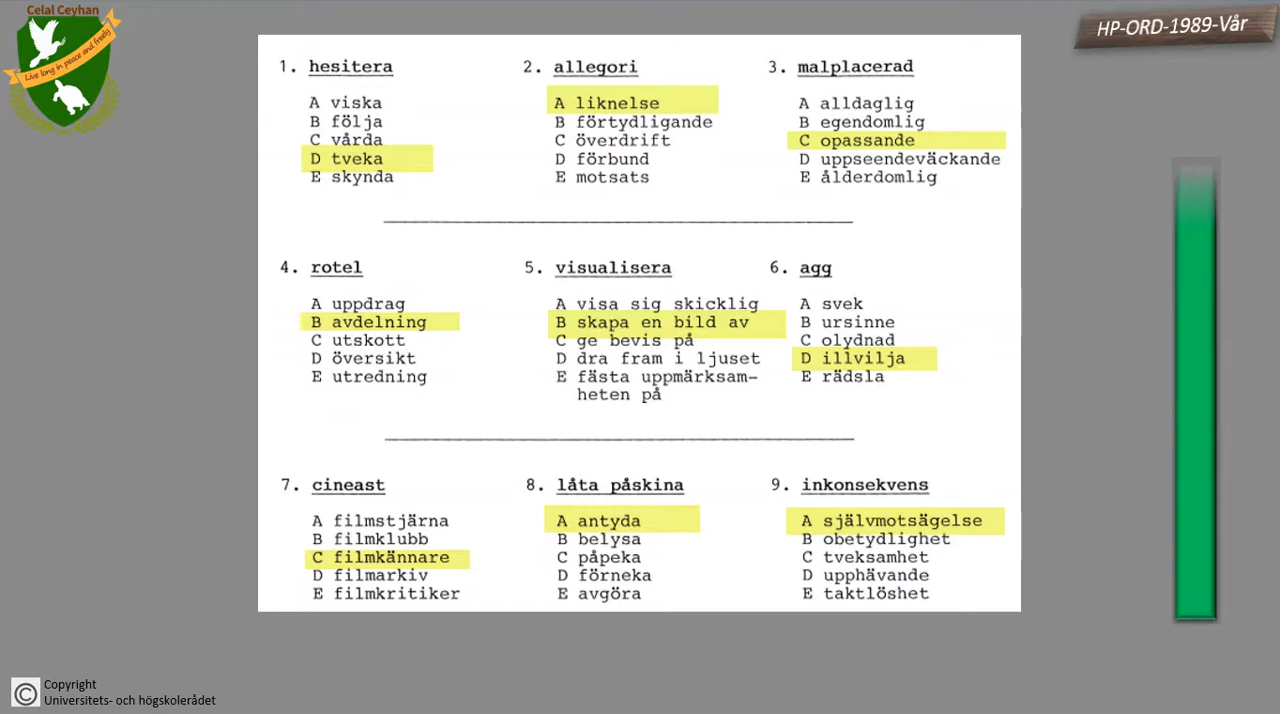 Celal Ceyhan
Live long in peace and freely
HP-ORD-1989-Vår
1. hesitera
A viska
B följa
C vårda
D tveka
E skynda
2. allegori
A liknelse
B förtydligande
C överdrift
D förbund
E motsats
3. malplacerad
A alldaglig
B egendomlig
C opassande
D uppseendeväckande
E ålderdomlig
4. rotel
A uppdrag
B avdelning
C utskott
D översikt
E utredning
5. visualisera
A visa sig skicklig
B skapa en bild av
C ge bevis på
D dra fram i ljuset
E fästa uppmärksam-
heten på
6. agg
A svek
B ursinne
C olydnad
D illvilja
E rädsla
7. cineast
A filmstjärna
B filmklubb
C filmkännare
D filmarkiv
E filmkritiker
8. låta påskina
A antyda
B belysa
C påpeka
D förneka
E avgöra
9. inkonsekvens
A självmotsägelse
B obetydlighet
C tveksamhet
D upphävande
E taktlöshet
© Copyright
Universitets- och högskolerådet